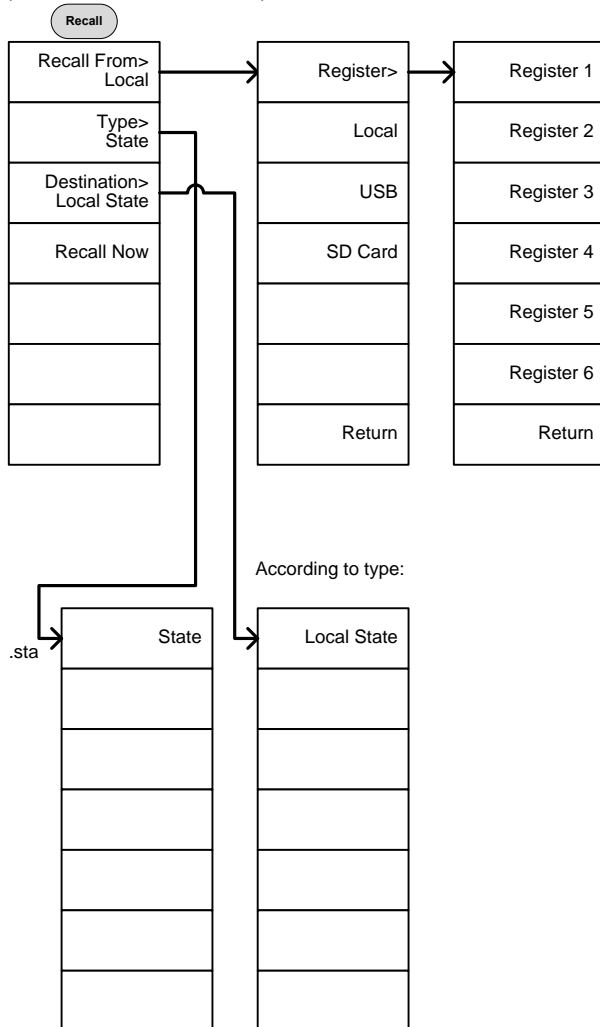 Recall
Recall From>
Local
Type>
State
Destination>
Local State
Recall Now
Register>
Local
USB
SD Card
Return
Register 1
Register 2
Register 3
Register 4
Register 5
Register 6
Return
According to type:
.sta
State
Local State